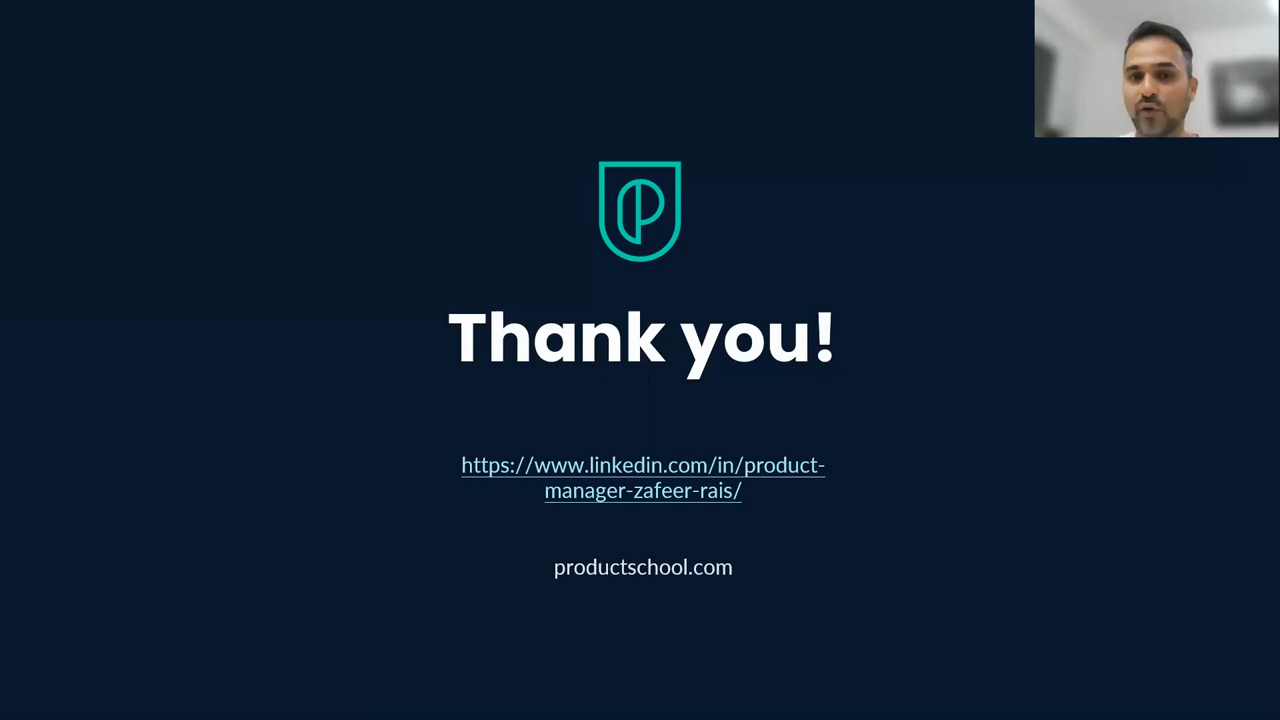 Thank you!
https://www.linkedin.com/in/product-
manager-zafeer-rais/
productschool.com